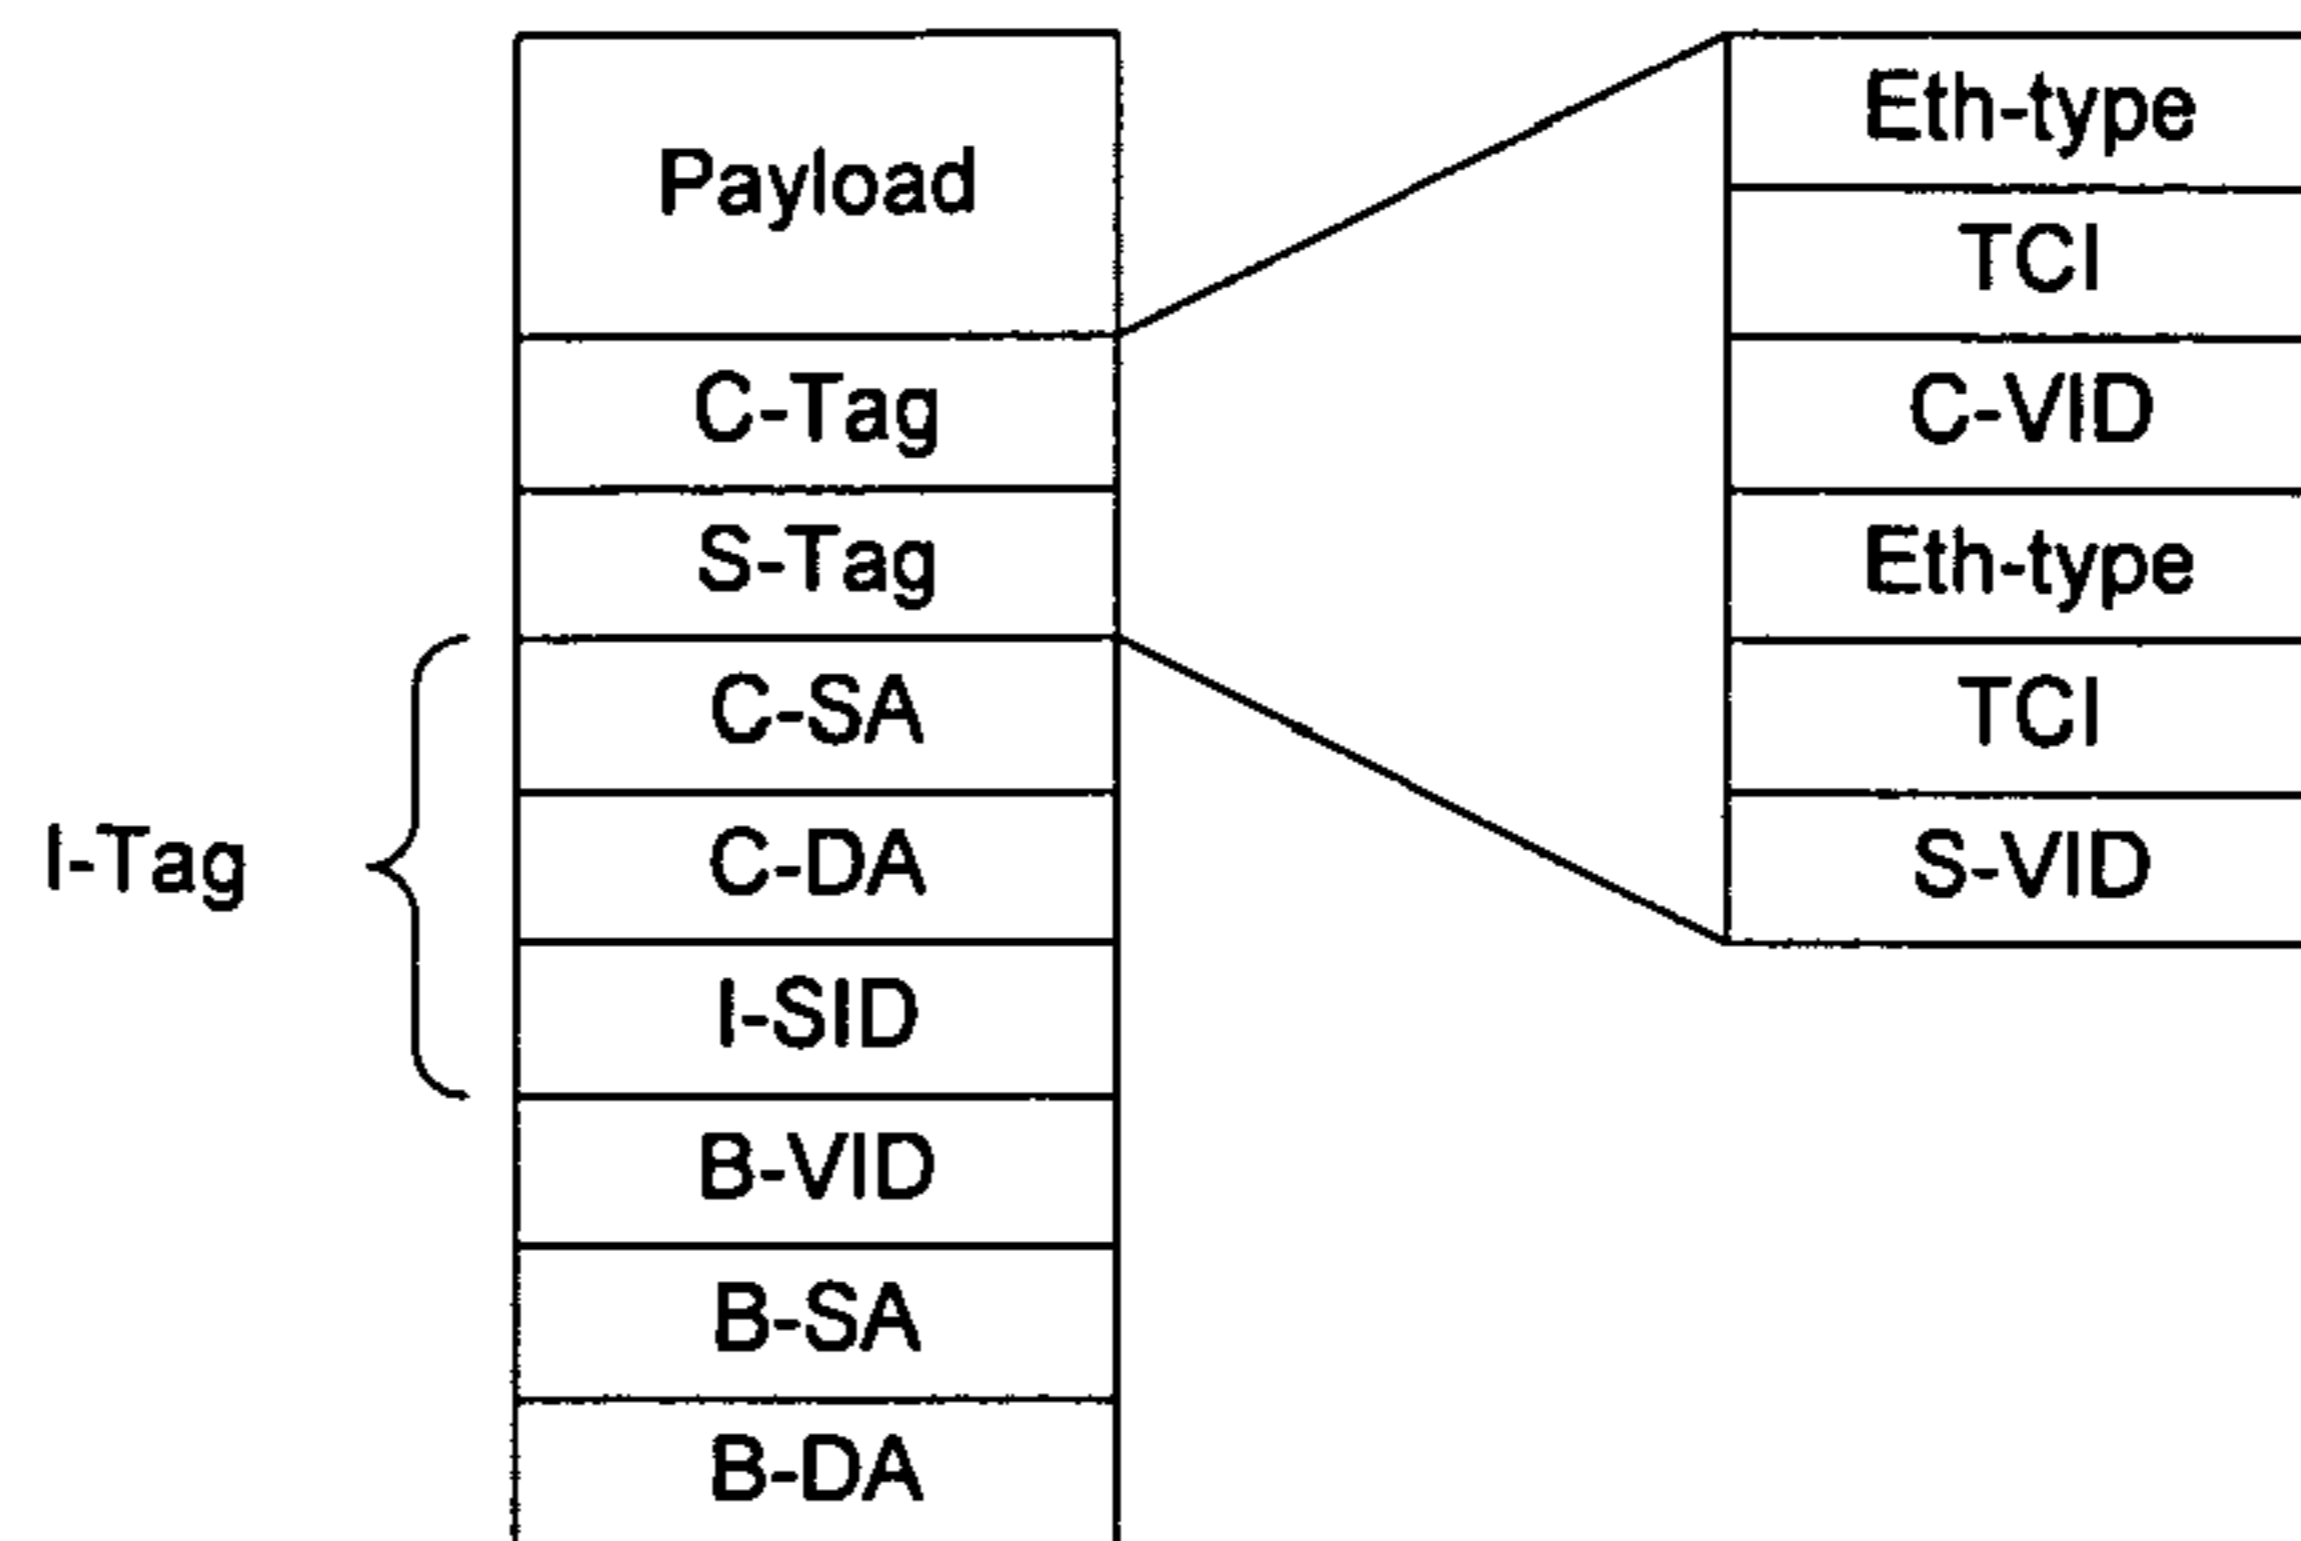 Payload
C-Tag
S-Tag
C-SA
C-DA
I-SID
B-VID
B-SA
B-DA
I-Tag
Eth-type
TCI
C-VID
Eth-type
TCI
S-VID